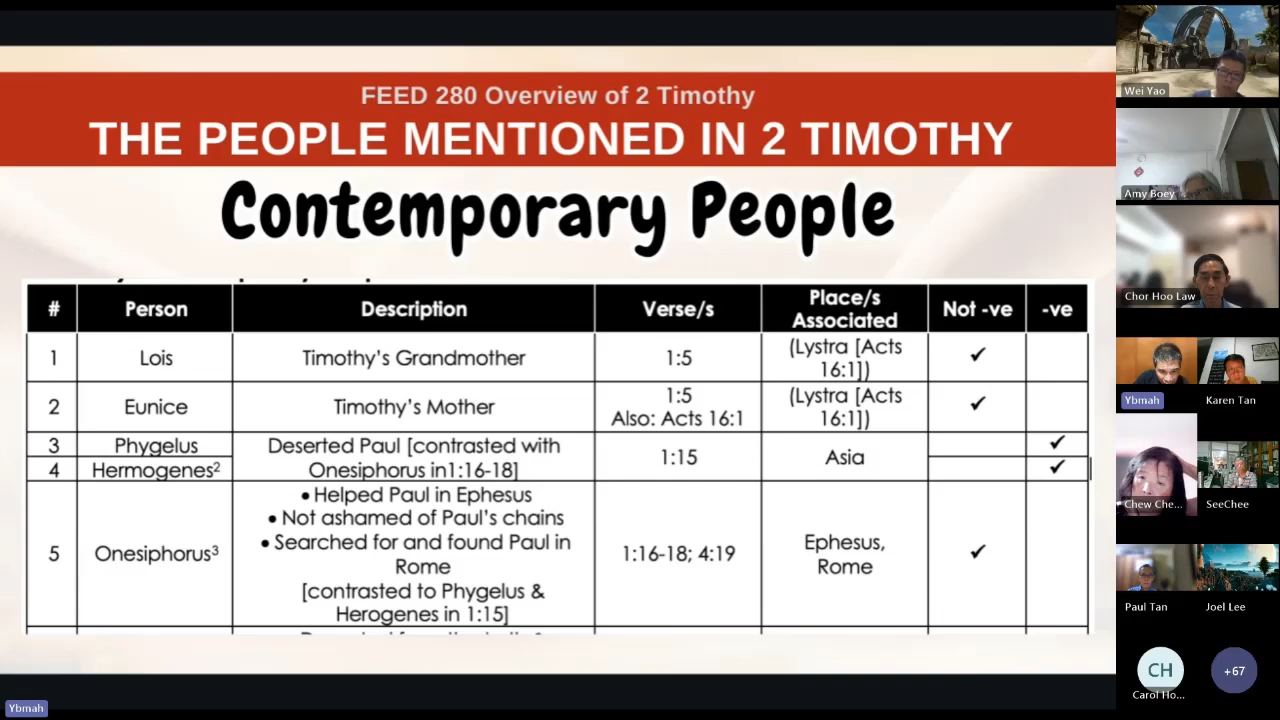 FEED 280 Overview of 2 Timothy
THE PEOPLE MENTIONED IN 2 TIMOTHY
Contemporary People
# Person Description Verse/s Place/s Associated Not -ve -ve
1 Lois Timothy’s Grandmother 1:5 (Lystra [Acts 16:1]) ✓
2 Eunice Timothy’s Mother 1:5 Also: Acts 16:1 (Lystra [Acts 16:1]) ✓
3 Phygelus Deserted Paul [contrasted with ✓
4 Hermogenes² Onesiphorus in1:16-18] 1:15 Asia ✓
5 Onesiphorus³
• Helped Paul in Ephesus
• Not ashamed of Paul’s chains
• Searched for and found Paul in
Rome
[contrasted to Phygelus &
Herogenes in 1:15]
1:16-18; 4:19
Ephesus,
Rome
✓
Wei Yao
Amy Boey
Chor Hoo Law
Ybmah
Karen Tan
Chew Che...
SeeChee
Paul Tan
Joel Lee
CH
Carol Ho...
+67
Ybmah